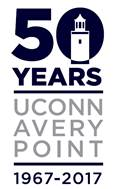 50
YEARS
UCONN
AVERY
POINT
1967-2017